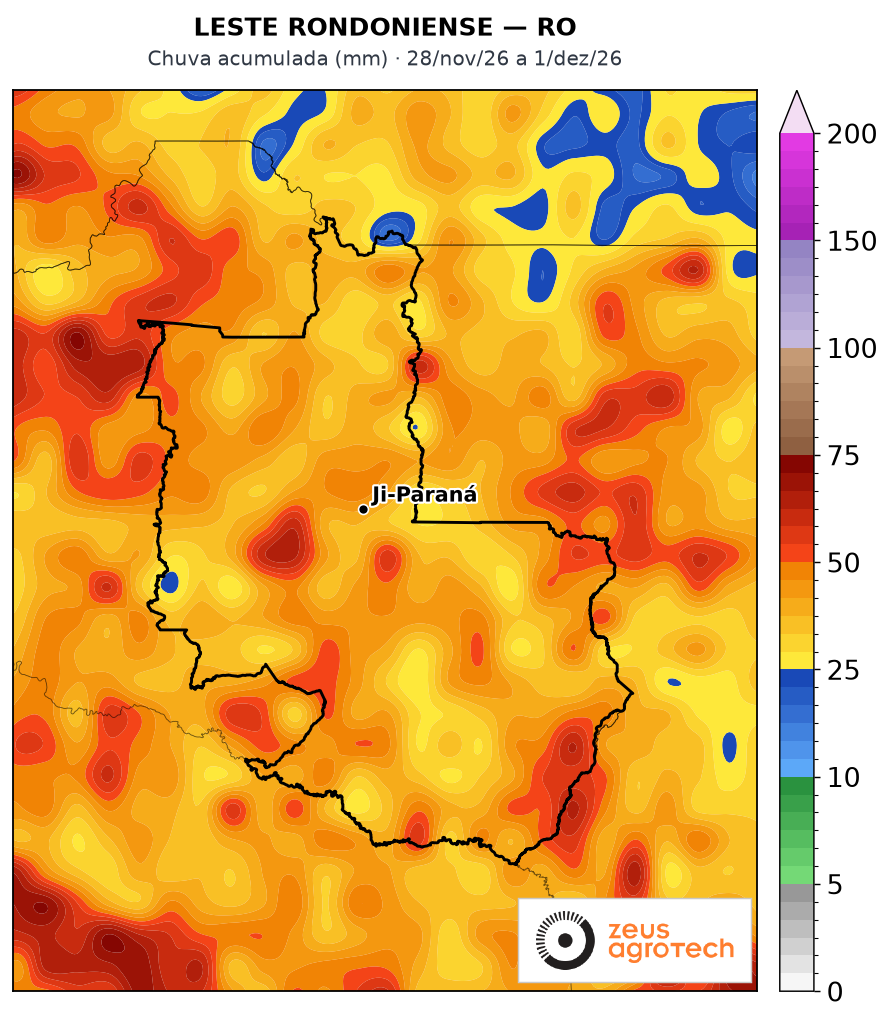 LESTE RONDONIENSE — RO
Chuva acumulada (mm) · 28/nov/26 a 1/dez/26
Ji-Paraná
200
150
100
75
50
25
10
5
0
zeus
agrotech